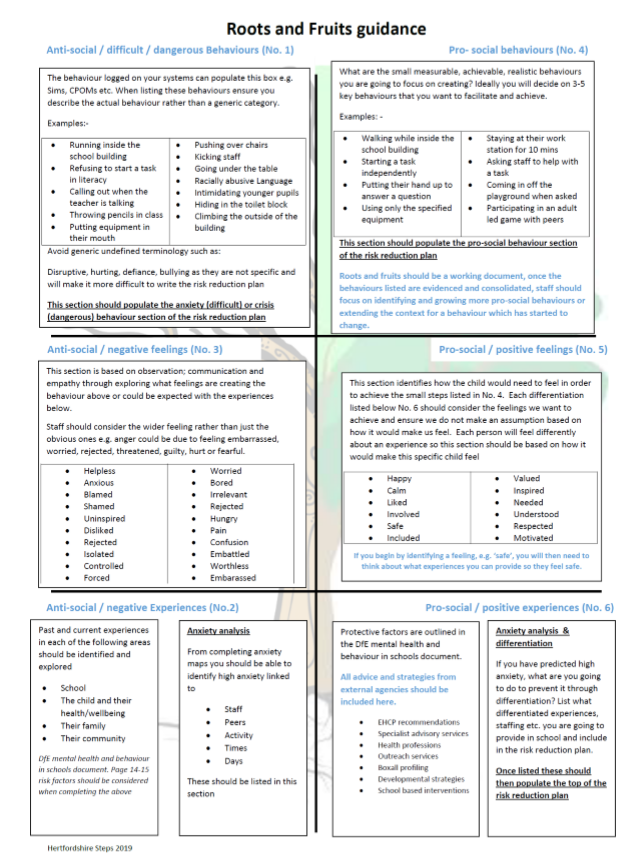 Roots and Fruits guidance
Anti-social / difficult / dangerous Behaviours (No. 1)
The behaviour logged on your systems can populate this box e.g.
Sims, CPOMs etc. When listing these behaviours ensure you
describe the actual behaviour rather than a generic category.
Examples:-
• Running inside the
school building
• Refusing to start a task
in literacy
• Calling out when the
teacher is talking
• Throwing pencils in class
• Putting equipment in
their mouth
• Pushing over chairs
• Kicking staff
• Going under the table
• Racially abusive Language
• Intimidating younger pupils
• Hiding in the toilet block
• Climbing the outside of the
building
Avoid generic undefined terminology such as:
Disruptive, hurting, defiance, bullying as they are not specific and
will make it more difficult to write the risk reduction plan
This section should populate the anxiety (difficult) or crisis
(dangerous) behaviour section of the risk reduction plan
Pro- social behaviours (No. 4)
What are the small measurable, achievable, realistic behaviours
you are going to focus on creating? Ideally you will decide on 3-5
key behaviours that you want to facilitate and achieve.
Examples: -
• Walking while inside the
school building
• Starting a task
independently
• Putting their hand up to
answer a question
• Using only the specified
equipment
• Staying at their work
station for 10 mins
• Asking staff to help with
a task
• Coming in off the
playground when asked
• Participating in an adult
led game with peers
This section should populate the pro-social behaviour section
of the risk reduction plan
Roots and fruits should be a working document, once the
behaviours listed are evidenced and consolidated, staff should
focus on identifying and growing more pro-social behaviours or
extending the context for a behaviour which has started to
change.
Anti-social / negative feelings (No. 3)
This section is based on observation; communication and
empathy through exploring what feelings are creating the
behaviour above or could be expected with the experiences
below.
Staff should consider the wider feeling rather than just the
obvious ones e.g. anger could be due to feeling embarrassed,
worried, rejected, threatened, guilty, hurt or fearful.
• Helpless
• Anxious
• Blamed
• Shamed
• Uninspired
• Disliked
• Rejected
• Isolated
• Controlled
• Forced
• Worried
• Bored
• Irrelevant
• Rejected
• Hungry
• Pain
• Confusion
• Embattled
• Worthless
• Embarassed
Pro-social / positive feelings (No. 5)
This section identifies how the child would need to feel in order
to achieve the small steps listed in No. 4. Each differentiation
listed below No. 6 should consider the feelings we want to
achieve and ensure we do not make an assumption based on
how it would make us feel. Each person will feel differently
about an experience so this section should be based on how it
would make this specific child feel
• Happy
• Calm
• Liked
• Involved
• Safe
• Included
• Valued
• Inspired
• Needed
• Understood
• Respected
• Motivated
If you begin by identifying a feeling, e.g. 'safe', you will then need to
think about what experiences you can provide so they feel safe.
Anti-social / negative Experiences (No.2)
Past and current experiences
in each of the following areas
should be identified and
explored
• School
• The child and their
health/wellbeing
• Their family
• Their community
DfE mental health and behaviour
in schools document. Page 14-15
risk factors should be considered
when completing the above
Anxiety analysis
From completing anxiety
maps you should be able to
identify high anxiety linked
to
• Staff
• Peers
• Activity
• Times
• Days
These should be listed in this
section
Pro-social / positive experiences (No. 6)
Protective factors are outlined in
the DfE mental health and
behaviour in schools document.
All advice and strategies from
external agencies should be
included here.
• EHCP recommendations
• Specialist advisory services
• Health professions
• Outreach services
• Boxall profiling
• Developmental strategies
• School based interventions
Anxiety analysis &
differentiation
If you have predicted high
anxiety, what are you going
to do to prevent it through
differentiation? List what
differentiated experiences,
staffing etc. you are going to
provide in school and include
in the risk reduction plan.
Once listed these should
then populate the top of the
risk reduction plan
Hertfordshire Steps 2019